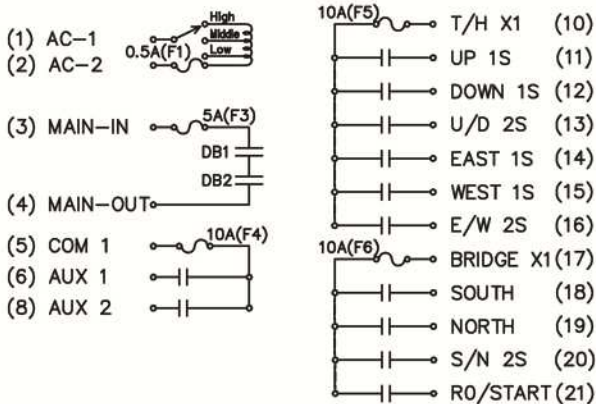 High
(1) AC-1
Middle
0.5A(F1)
Low
(2) AC-2
(3) MAIN-IN
5A(F3)
DB1
DB2
(4) MAIN-OUT
(5) COM 1
10A(F4)
(6) AUX 1
(8) AUX 2
10A(F5)
T/H X1 (10)
UP 1S (11)
DOWN 1S (12)
U/D 2S (13)
EAST 1S (14)
WEST 1S (15)
E/W 2S (16)
10A(F6)
BRIDGE X1(17)
SOUTH (18)
NORTH (19)
S/N 2S (20)
R0/START(21)